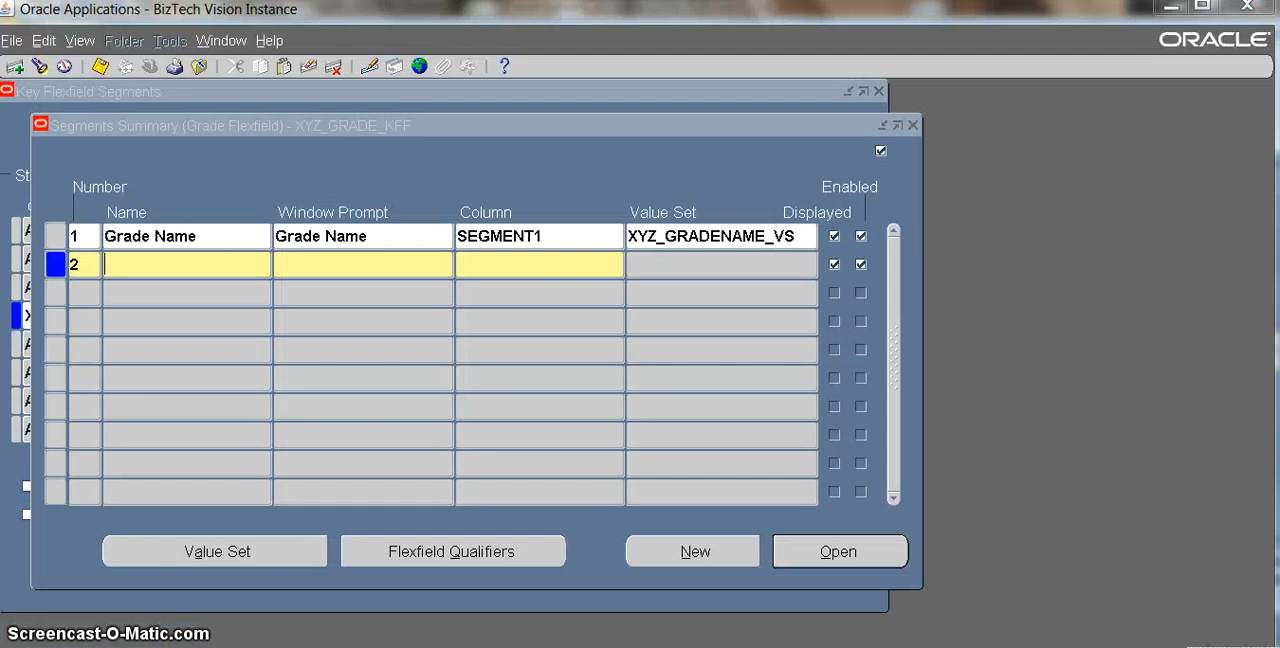 Oracle Applications - BizTech Vision Instance
File Edit View Folder Tools Window Help
ORACLE
Key Flexfield Segments
Segments Summary (Grade Flexfield) - XYZ_GRADE_KFF
St
Number
Enabled
Name Window Prompt Column Value Set Displayed
1 Grade Name Grade Name SEGMENT1 XYZ_GRADENAME_VS
2
Value Set Flexfield Qualifiers New Open
Screencast-O-Matic.com